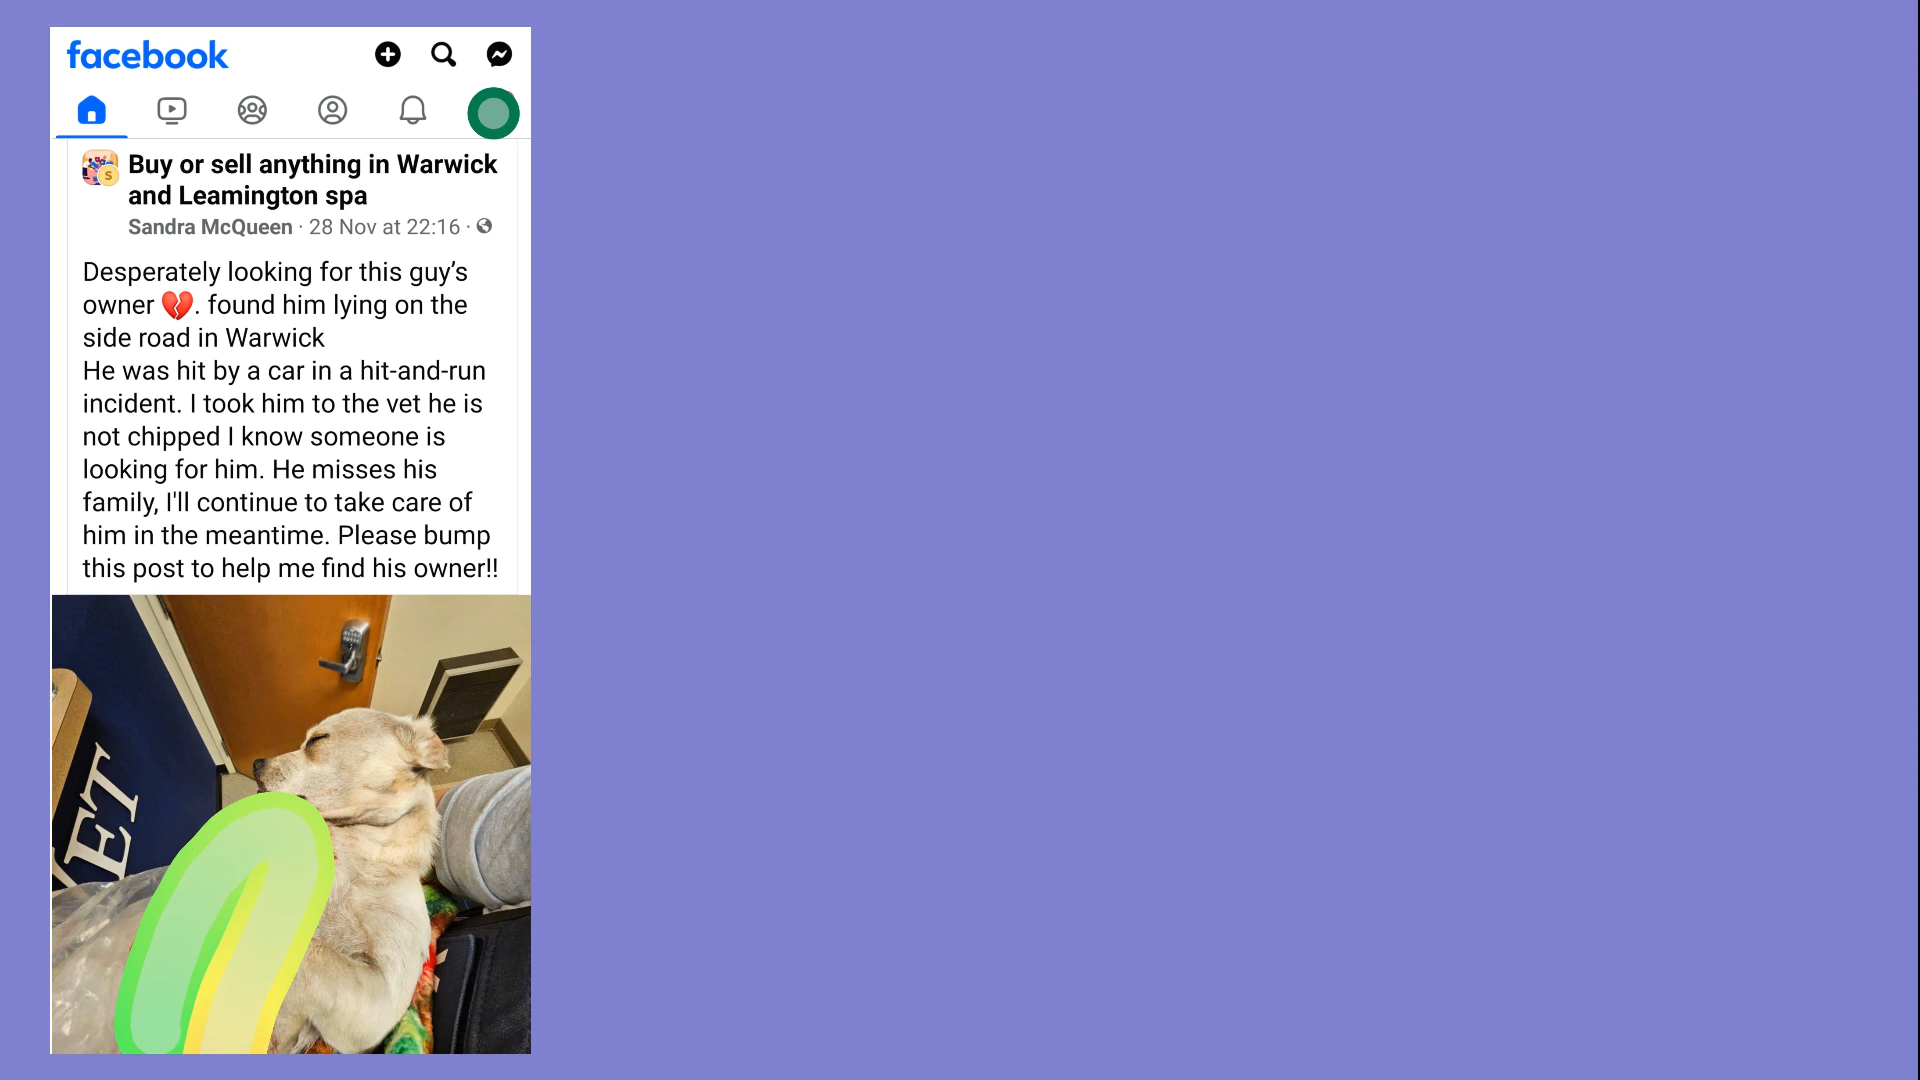 facebook
Buy or sell anything in Warwick
and Leamington spa
Sandra McQueen · 28 Nov at 22:16 ·
Desperately looking for this guy’s
owner 💔. found him lying on the
side road in Warwick
He was hit by a car in a hit-and-run
incident. I took him to the vet he is
not chipped I know someone is
looking for him. He misses his
family, I'll continue to take care of
him in the meantime. Please bump
this post to help me find his owner!!
VET